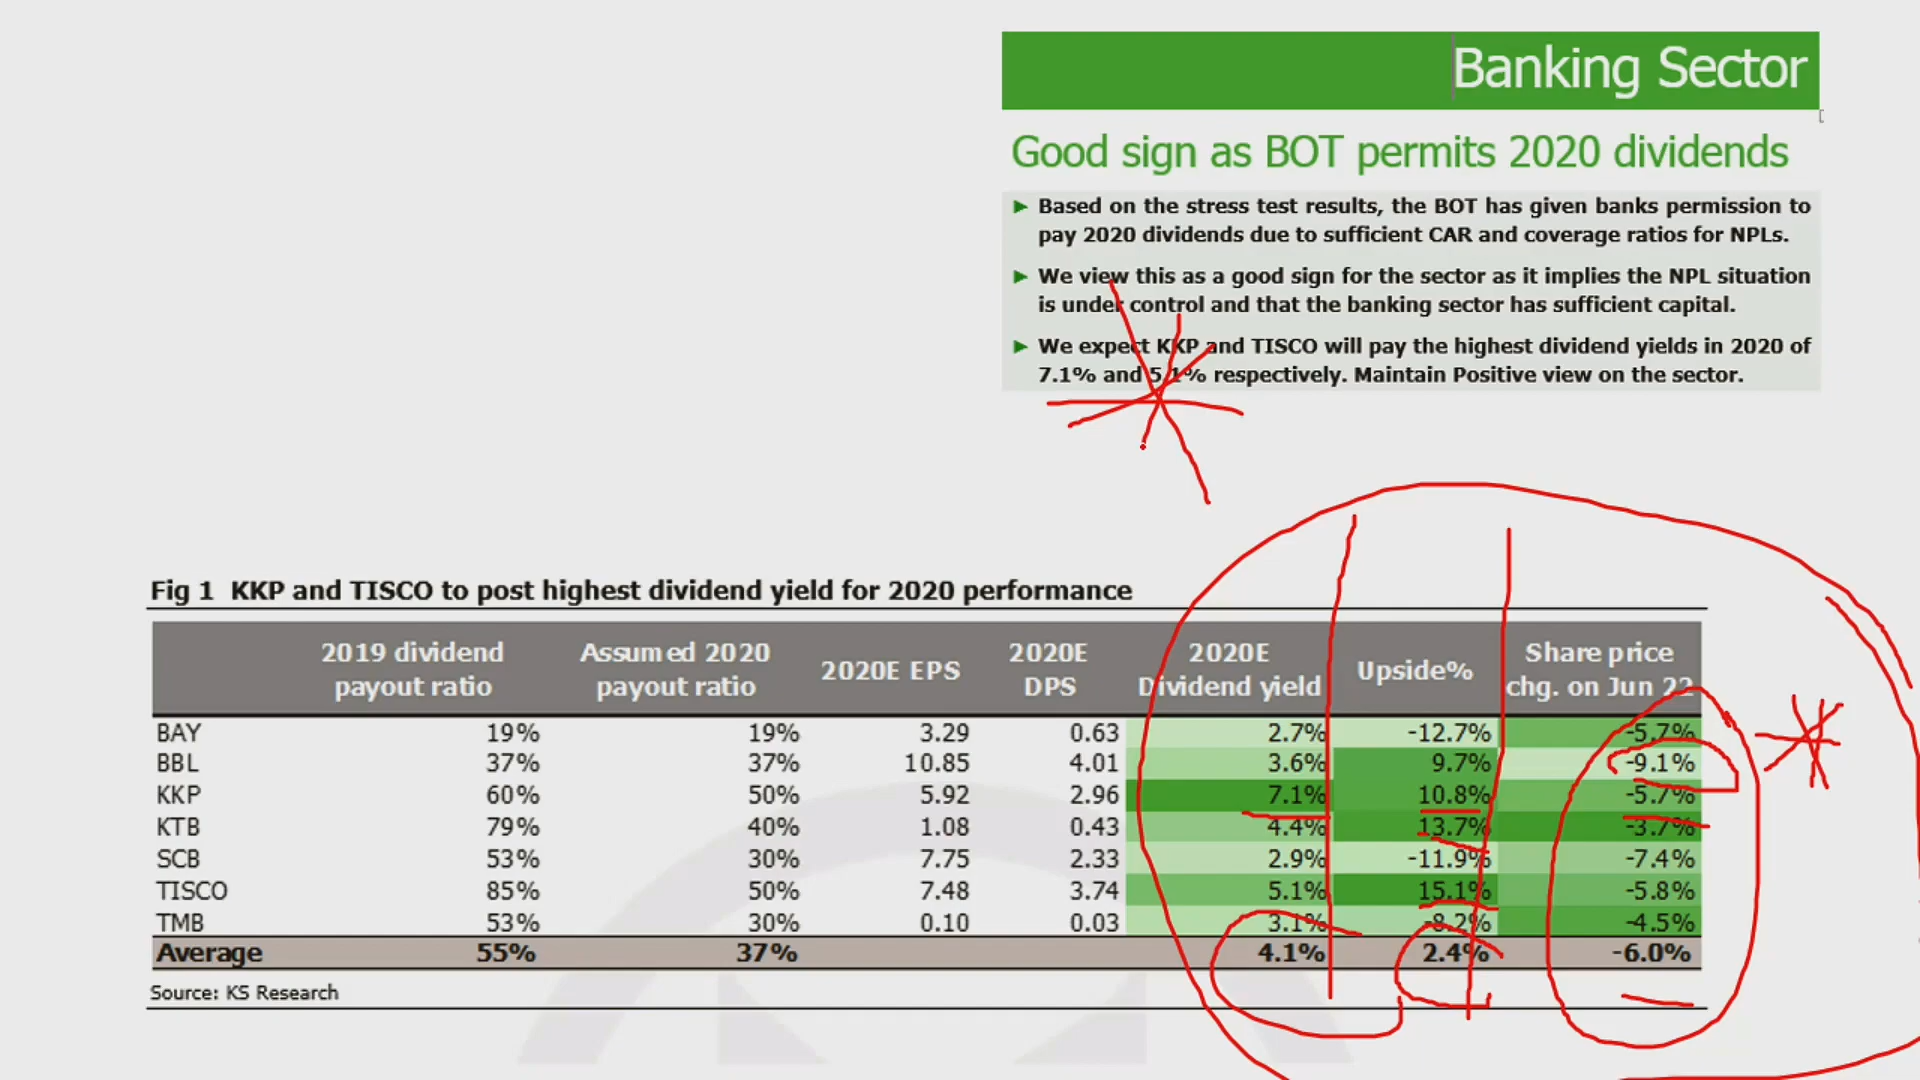 Banking Sector
Good sign as BOT permits 2020 dividends
► Based on the stress test results, the BOT has given banks permission to
pay 2020 dividends due to sufficient CAR and coverage ratios for NPLs.
► We view this as a good sign for the sector as it implies the NPL situation
is under control and that the banking sector has sufficient capital.
► We expect KKP and TISCO will pay the highest dividend yields in 2020 of
7.1% and 5.1% respectively. Maintain Positive view on the sector.
Fig 1 KKP and TISCO to post highest dividend yield for 2020 performance
2019 dividend payout ratio Assumed 2020 payout ratio 2020E EPS 2020E DPS 2020E Dividend yield Upside% Share price chg. on Jun 22
BAY 19% 19% 3.29 0.63 2.7% -12.7% -5.7%
BBL 37% 37% 10.85 4.01 3.6% 9.7% -9.1%
KKP 60% 50% 5.92 2.96 7.1% 10.8% -5.7%
KTB 79% 40% 1.08 0.43 4.4% 13.7% -3.7%
SCB 53% 30% 7.75 2.33 2.9% -11.9% -7.4%
TISCO 85% 50% 7.48 3.74 5.1% 15.1% -5.8%
TMB 53% 30% 0.10 0.03 3.1% -8.2% -4.5%
Average 55% 37% 4.1% 2.4% -6.0%
Source: KS Research